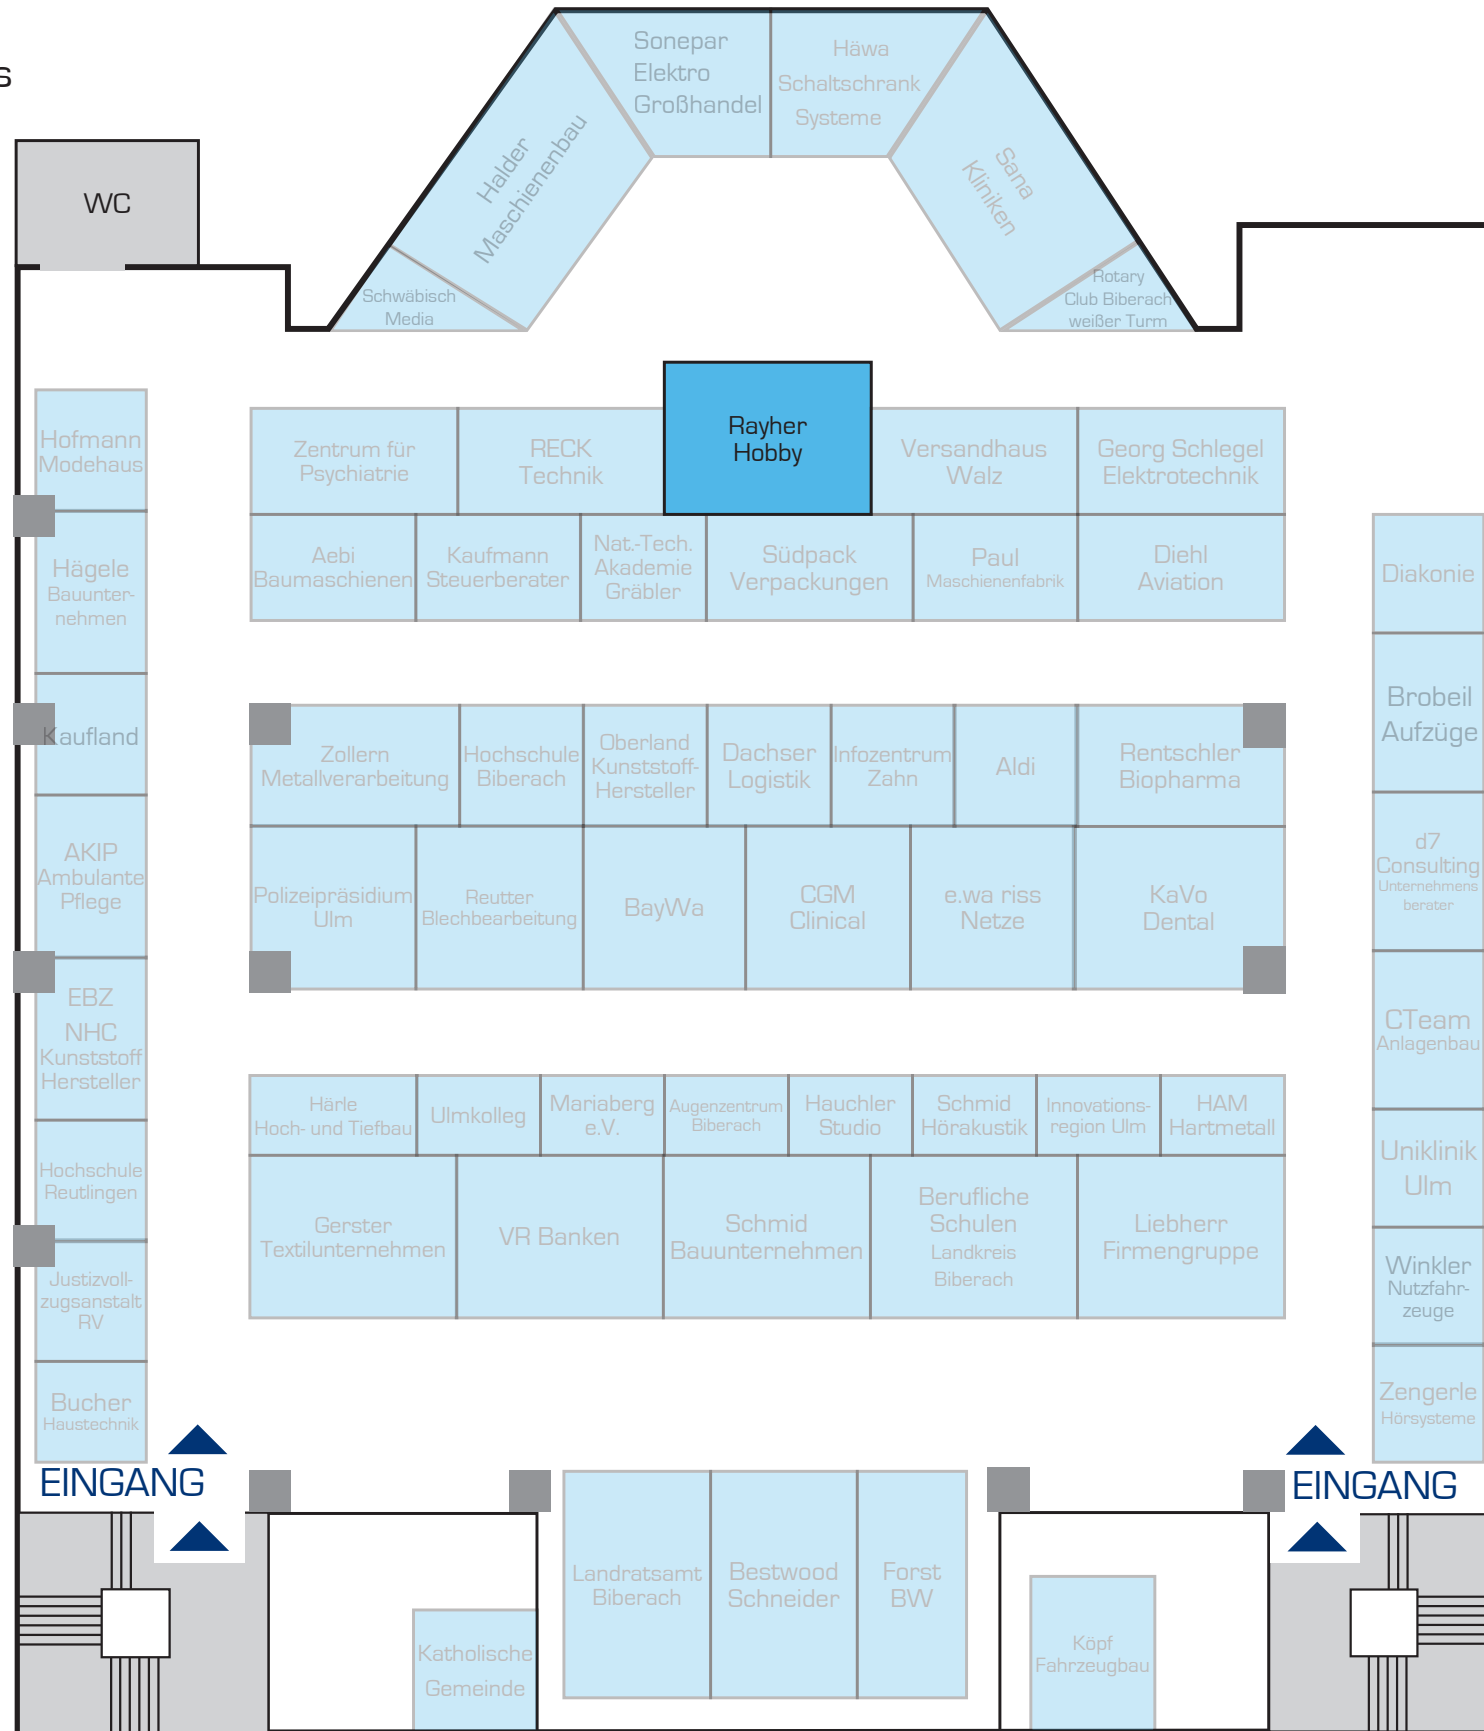 s
Sonepar
Elektro
Großhandel
Häwa
Schaltschrank
Systeme
Halder
Maschienenbau
Sana
Kliniken
WC
Schwäbisch
Media
Rotary
Club Biberach
weißer Turm
Rayher
Hobby
Hofmann
Modehaus
Zentrum für
Psychiatrie
RECK
Technik
Versandhaus
Walz
Georg Schlegel
Elektrotechnik
Hägele
Bauunter-
nehmen
Aebi
Baumaschienen
Kaufmann
Steuerberater
Nat.-Tech.
Akademie
Gräbler
Südpack
Verpackungen
Paul
Maschienenfabrik
Diehl
Aviation
Diakonie
Kaufland
Zollern
Metallverarbeitung
Hochschule
Biberach
Oberland
Kunststoff-
Hersteller
Dachser
Logistik
Infozentrum
Zahn
Aldi
Rentschler
Biopharma
Brobeil
Aufzüge
AKIP
Ambulante
Pflege
Polizeipräsidium
Ulm
Reutter
Blechbearbeitung
BayWa
CGM
Clinical
e.wa riss
Netze
KaVo
Dental
d7
Consulting
Unternehmens
berater
EBZ
NHC
Kunststoff
Hersteller
CTeam
Anlagenbau
Härle
Hoch- und Tiefbau
Ulmkolleg
Mariaberg
e.V.
Augenzentrum
Biberach
Hauchler
Studio
Schmid
Hörakustik
Innovations-
region Ulm
HAM
Hartmetall
Hochschule
Reutlingen
Uniklinik
Ulm
Gerster
Textilunternehmen
VR Banken
Schmid
Bauunternehmen
Berufliche
Schulen
Landkreis
Biberach
Liebherr
Firmengruppe
Justizvoll-
zugsanstalt
RV
Winkler
Nutzfahr-
zeuge
Bucher
Haustechnik
Zengerle
Hörsysteme
EINGANG
EINGANG
Landratsamt
Biberach
Bestwood
Schneider
Forst
BW
Katholische
Gemeinde
Köpf
Fahrzeugbau